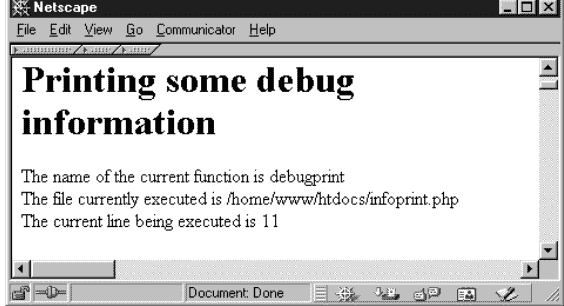 Netscape
File Edit View Go Communicator Help
Printing some debug
information
The name of the current function is debugprint
The file currently executed is /home/www/htdocs/infoprint.php
The current line being executed is 11
Document: Done